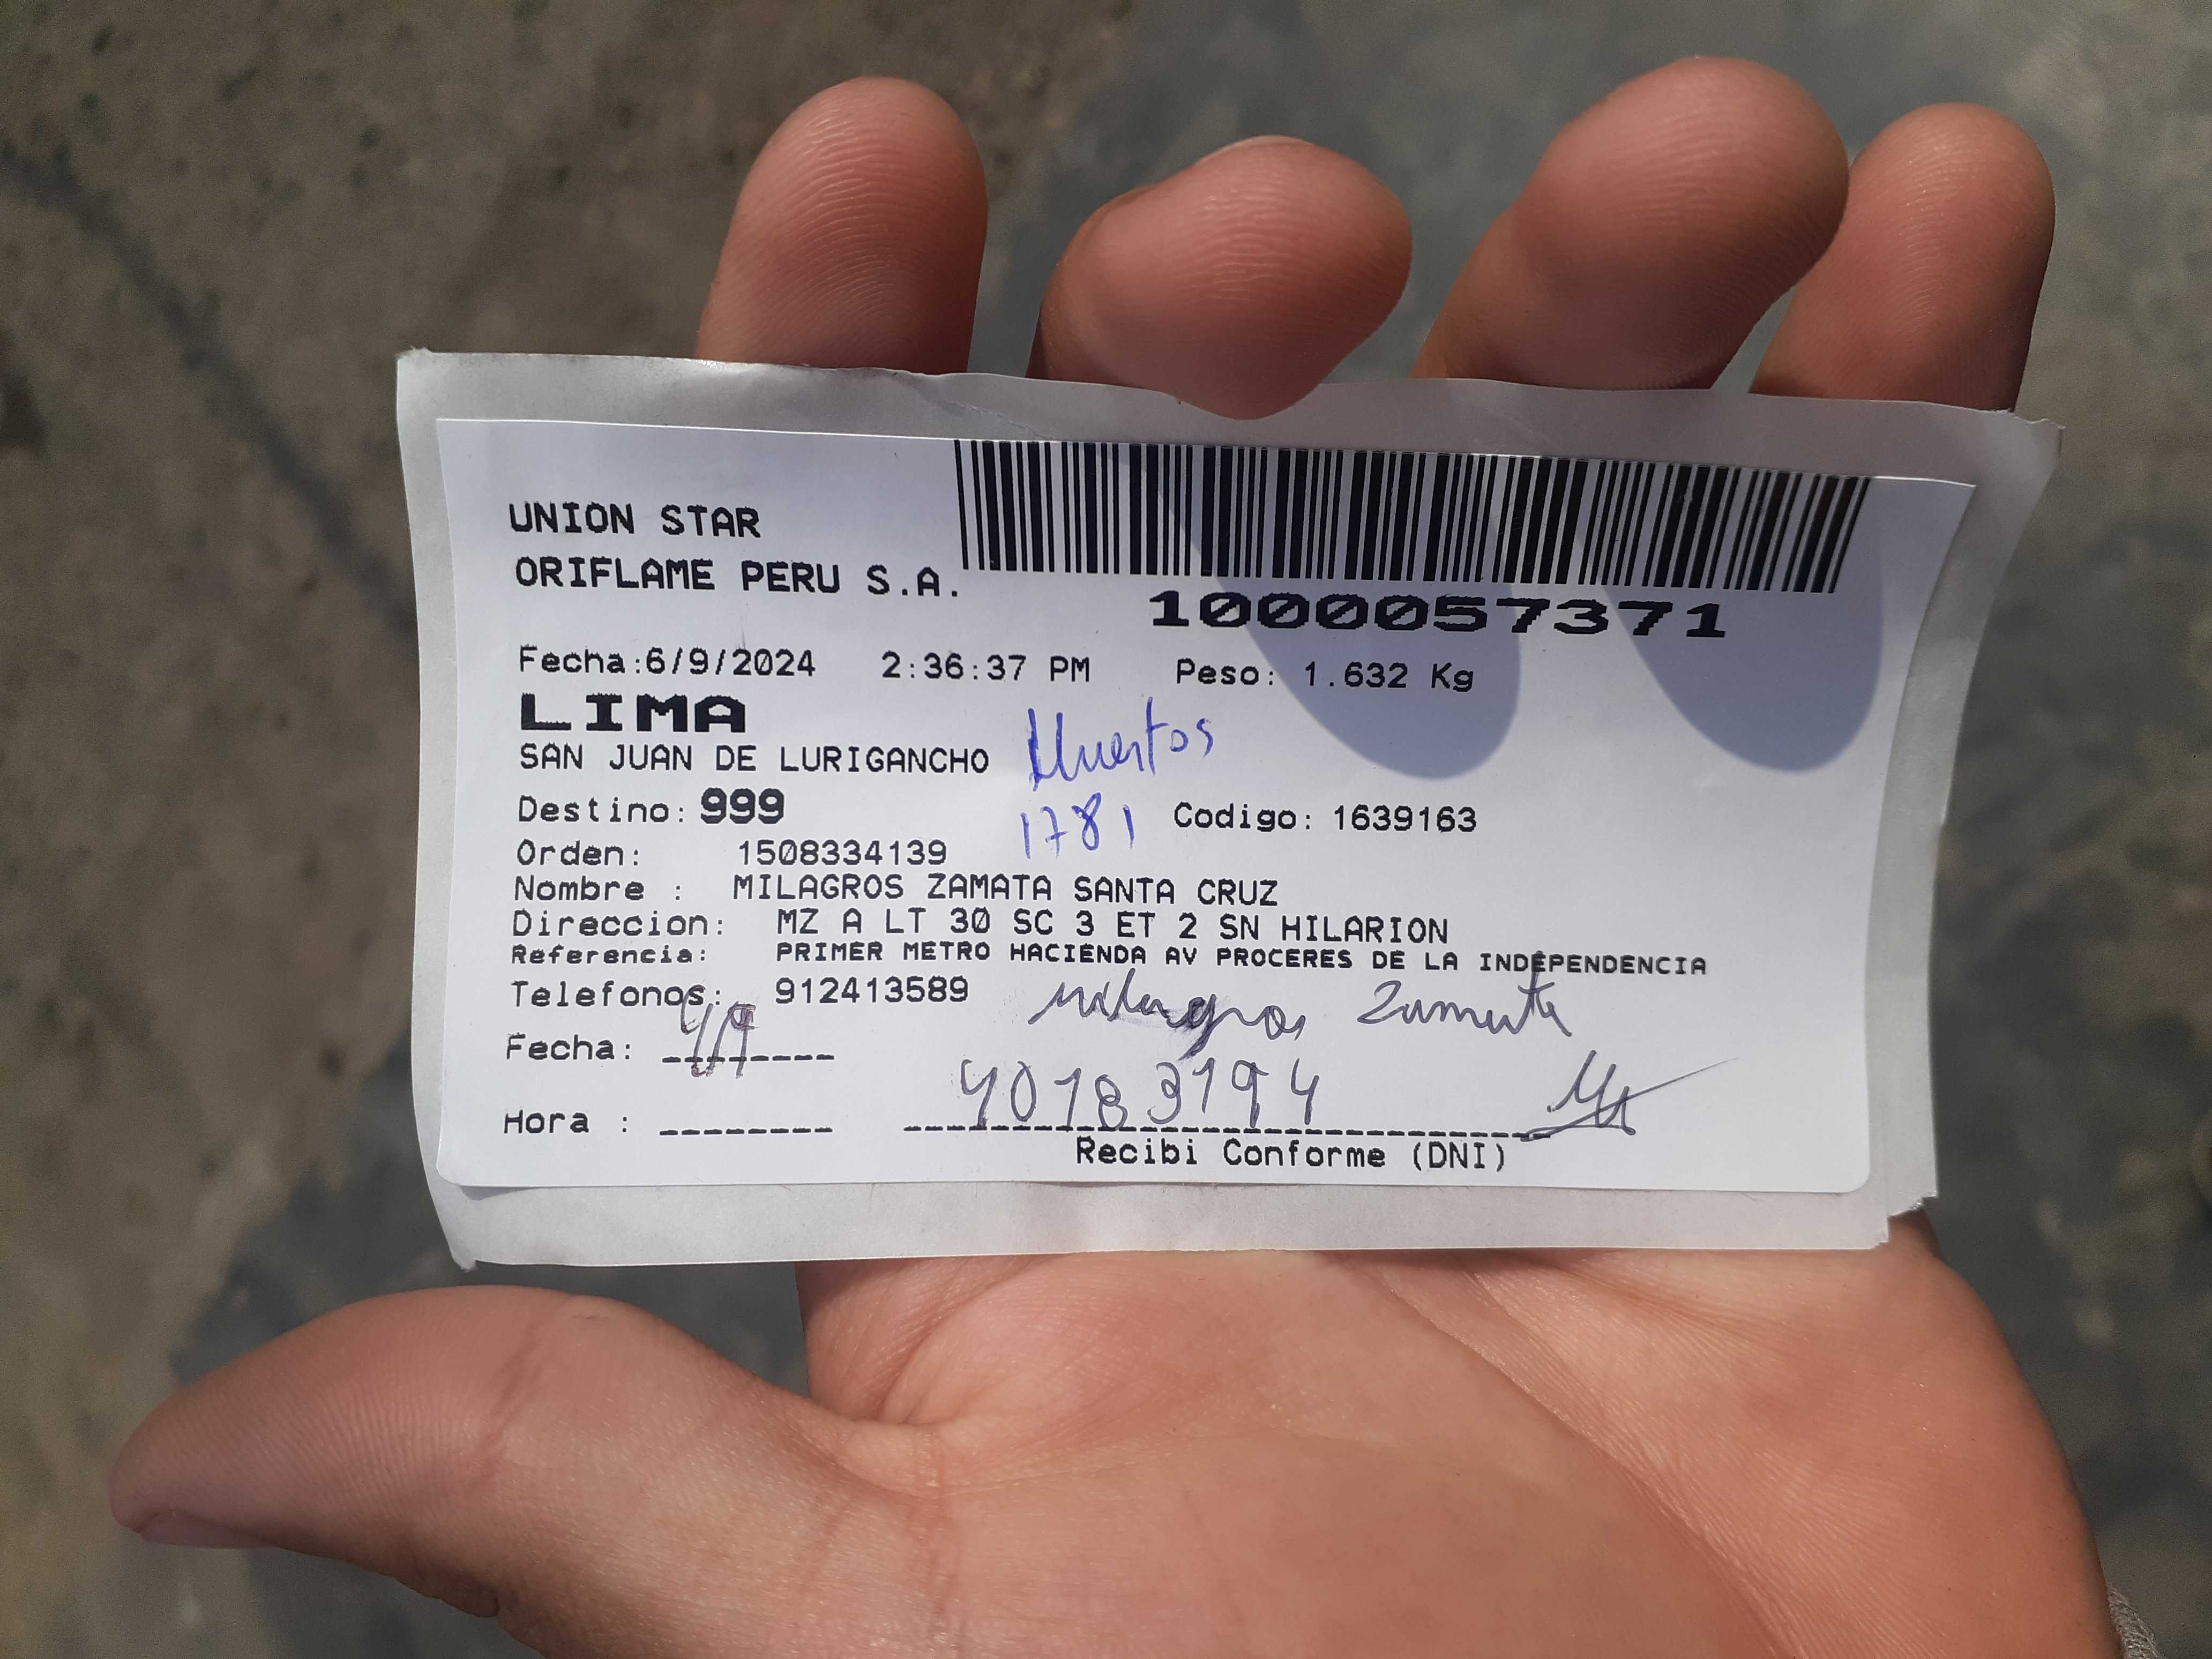 UNION STAR
ORIFLAME PERU S.A.
1000057371
Fecha:6/9/2024 2:36:37 PM Peso: 1.632 Kg
LIMA
SAN JUAN DE LURIGANCHO
Destino: 999 1781 Codigo: 1639163
Orden: 1508334139
Nombre : MILAGROS ZAMATA SANTA CRUZ
Direccion: MZ A LT 30 SC 3 ET 2 SN HILARION
Referencia: PRIMER METRO HACIENDA AV PROCERES DE LA INDEPENDENCIA
Telefonos: 912413589 Milagros Zamata
Fecha:
40183194
Hora :
Recibi Conforme (DNI)